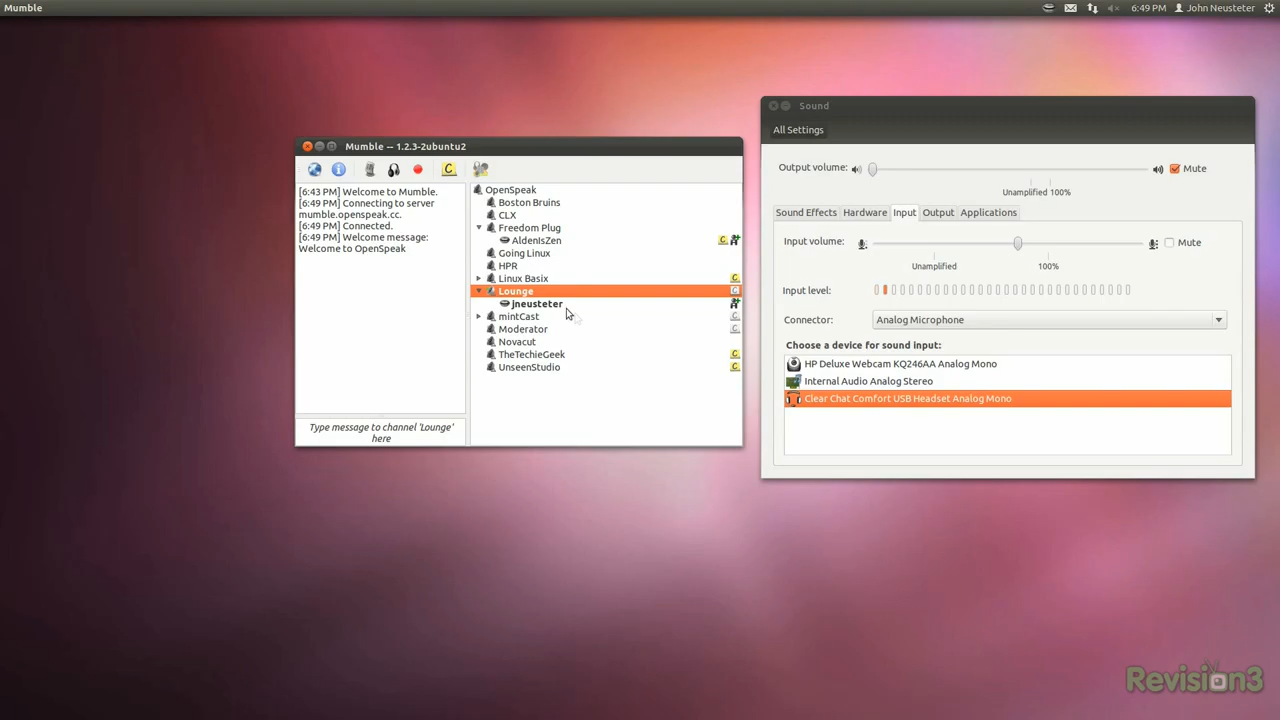 Mumble
6:49 PM
John Neusteter
Mumble -- 1.2.3-2ubuntu2
[6:43 PM] Welcome to Mumble.
[6:49 PM] Connecting to server
mumble.openspeak.cc.
[6:49 PM] Connected.
[6:49 PM] Welcome message:
Welcome to OpenSpeak
Type message to channel 'Lounge'
here
OpenSpeak
Boston Bruins
CLX
Freedom Plug
AldenIsZen
C
Going Linux
HPR
Linux Basix
C
Lounge
C
jneusteter
mintCast
C
Moderator
C
Novacut
TheTechieGeek
C
UnseenStudio
C
Sound
All Settings
Output volume:
Mute
Unamplified 100%
Sound Effects Hardware Input Output Applications
Input volume:
Mute
Unamplified 100%
Input level:
Connector: Analog Microphone
Choose a device for sound input:
HP Deluxe Webcam KQ246AA Analog Mono
Internal Audio Analog Stereo
Clear Chat Comfort USB Headset Analog Mono
Revision3